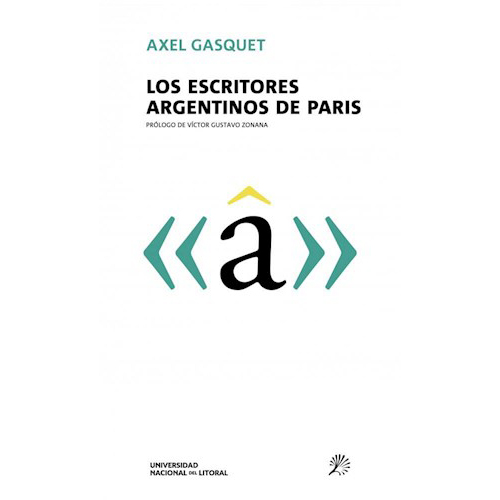 AXEL GASQUET
LOS ESCRITORES
ARGENTINOS DE PARIS
PRÓLOGO DE VÍCTOR GUSTAVO ZONANA
«â»
UNIVERSIDAD
NACIONAL DEL LITORAL